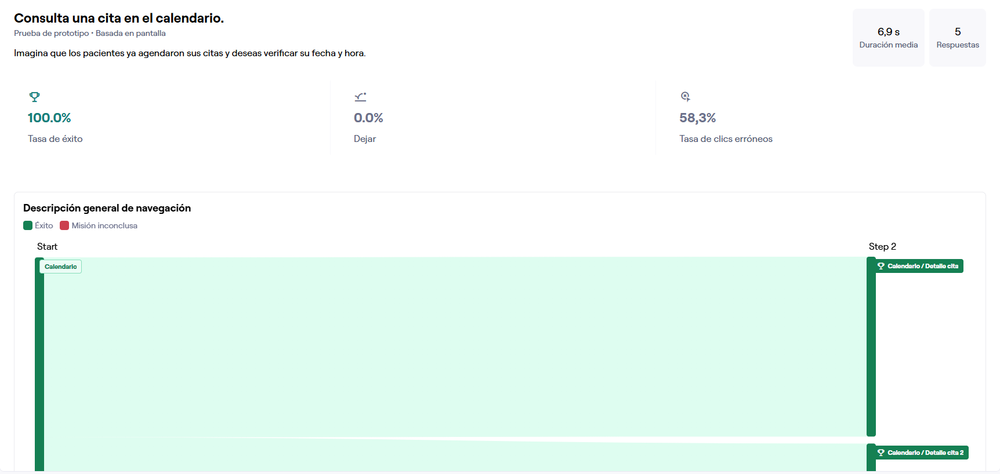 Consulta una cita en el calendario.
Prueba de prototipo • Basada en pantalla
Imagina que los pacientes ya agendaron sus citas y deseas verificar su fecha y hora.
6,9 s
Duración media
5
Respuestas
100.0%
Tasa de éxito
0.0%
Dejar
58,3%
Tasa de clics erróneos
Descripción general de navegación
Éxito
Misión inconclusa
Start
Step 2
Calendario
Calendario / Detalle cita
Calendario / Detalle cita 2